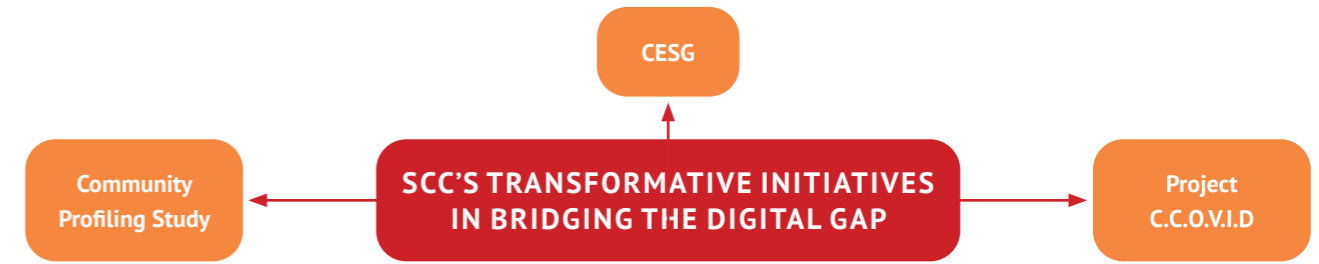 CESG
SCC'S TRANSFORMATIVE INITIATIVES
IN BRIDGING THE DIGITAL GAP
Community
Profiling Study
Project
C.C.O.V.I.D